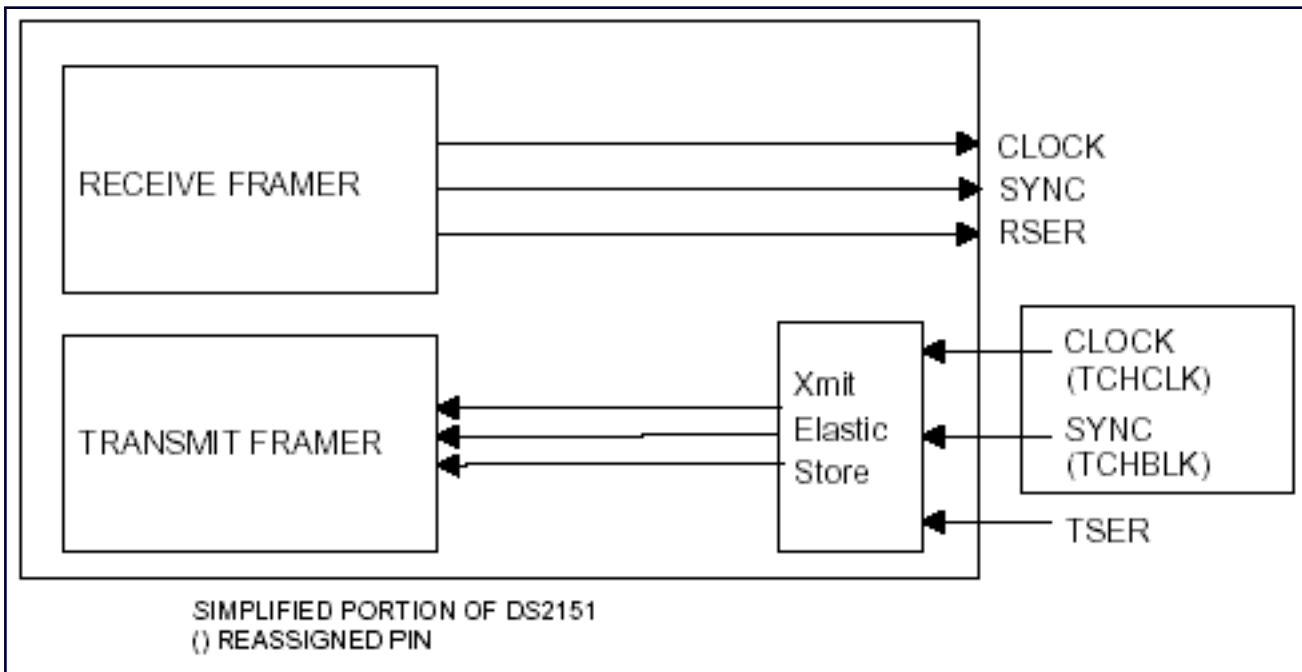 RECEIVE FRAMER
CLOCK
SYNC
RSER
TRANSMIT FRAMER
Xmit
Elastic
Store
CLOCK
(TCHCLK)
SYNC
(TCHBLK)
TSER
SIMPLIFIED PORTION OF DS2151
() REASSIGNED PIN